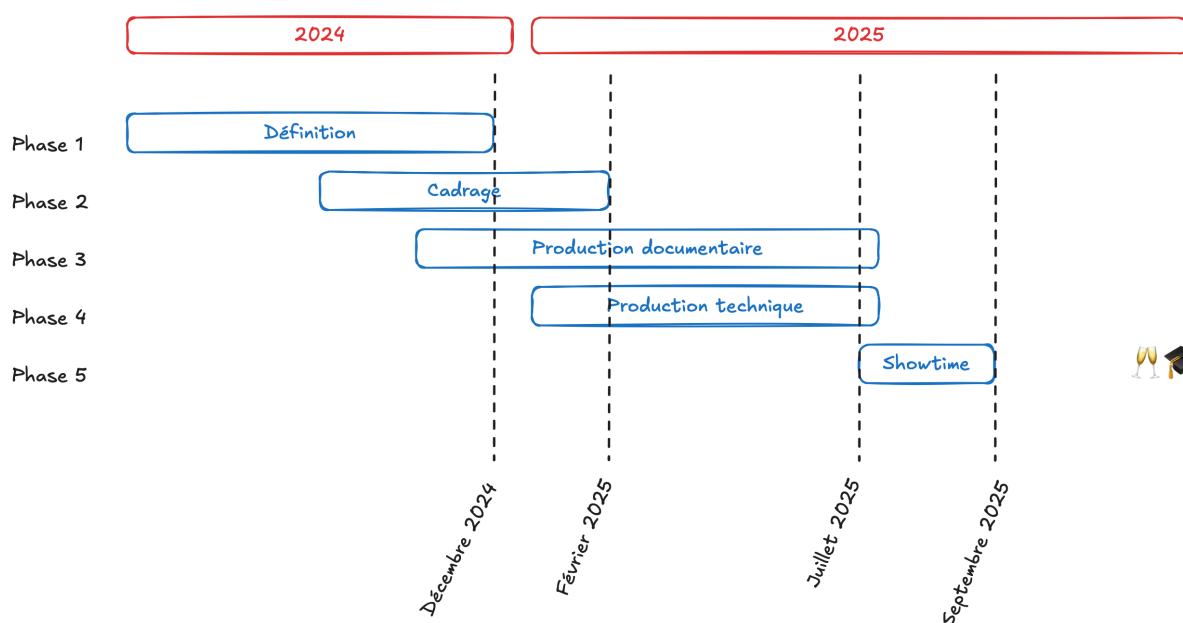 2024
2025
Phase 1
Définition
Phase 2
Cadrage
Phase 3
Production documentaire
Phase 4
Production technique
Phase 5
Showtime
Décembre 2024
Février 2025
Juillet 2025
Septembre 2025